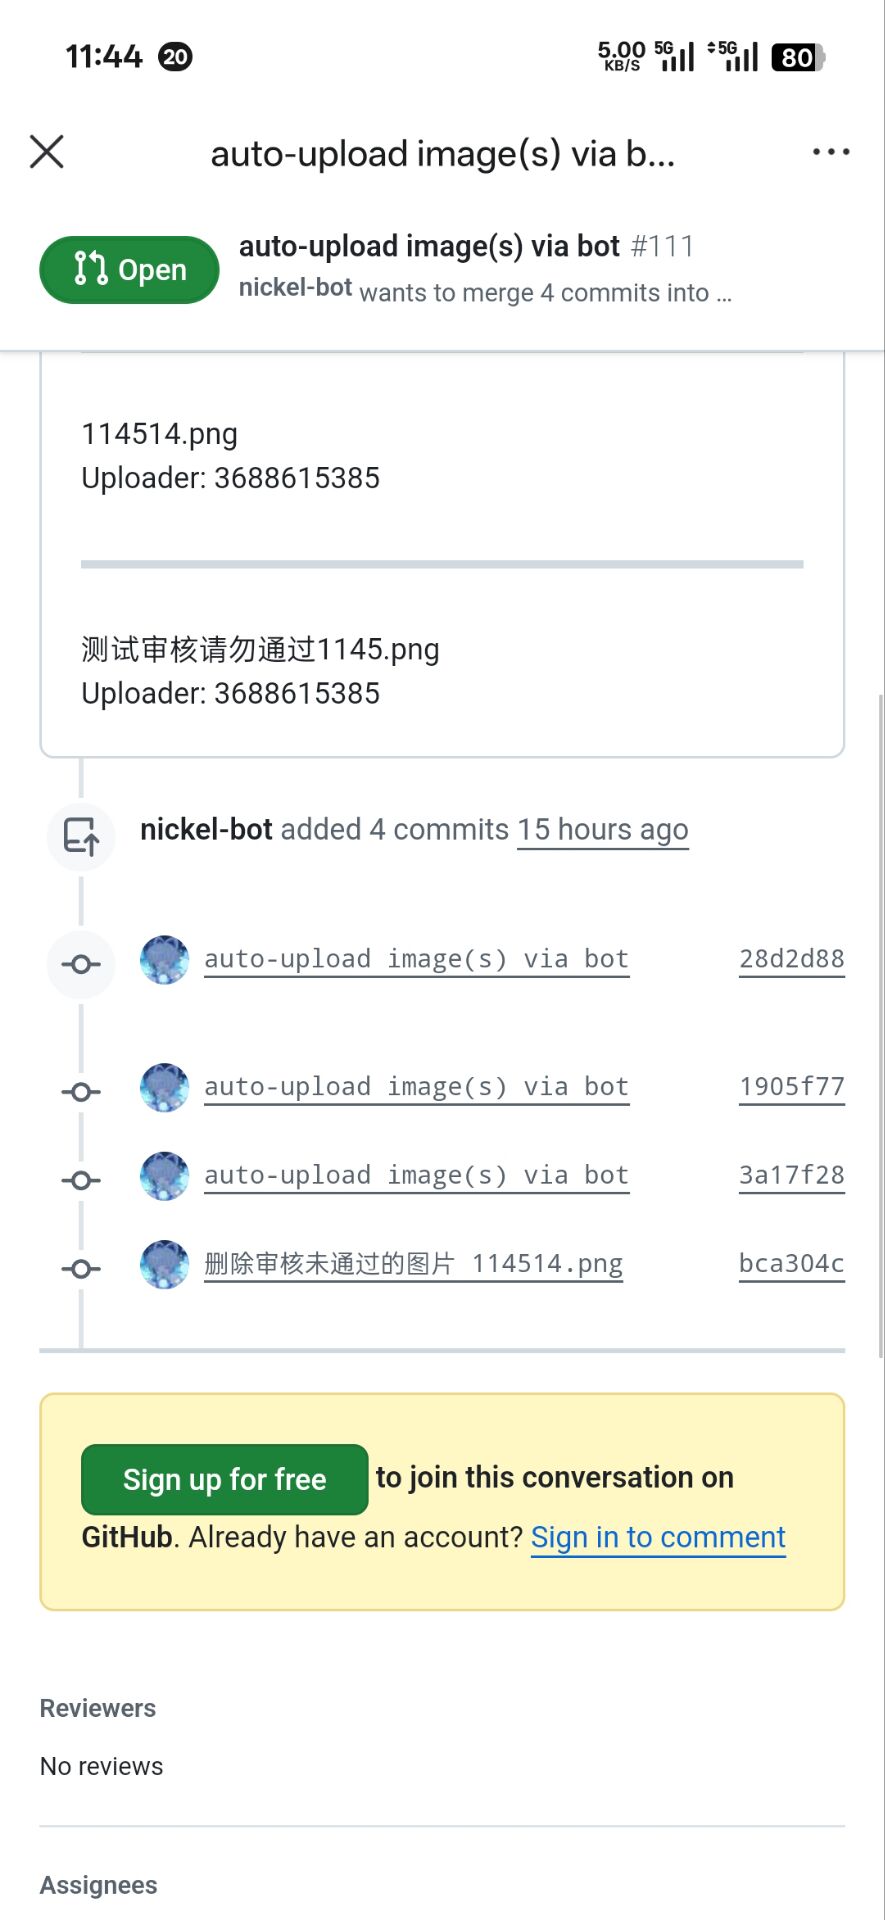 11:44 20 5.00 KB/S 5G 5G 80
auto-upload image(s) via b...
Open
auto-upload image(s) via bot #111
nickel-bot wants to merge 4 commits into ...
114514.png
Uploader: 3688615385
测试审核请勿通过1145.png
Uploader: 3688615385
nickel-bot added 4 commits 15 hours ago
auto-upload image(s) via bot 28d2d88
auto-upload image(s) via bot 1905f77
auto-upload image(s) via bot 3a17f28
删除审核未通过的图片 114514.png bca304c
Sign up for free to join this conversation on
GitHub. Already have an account? Sign in to comment
Reviewers
No reviews
Assignees